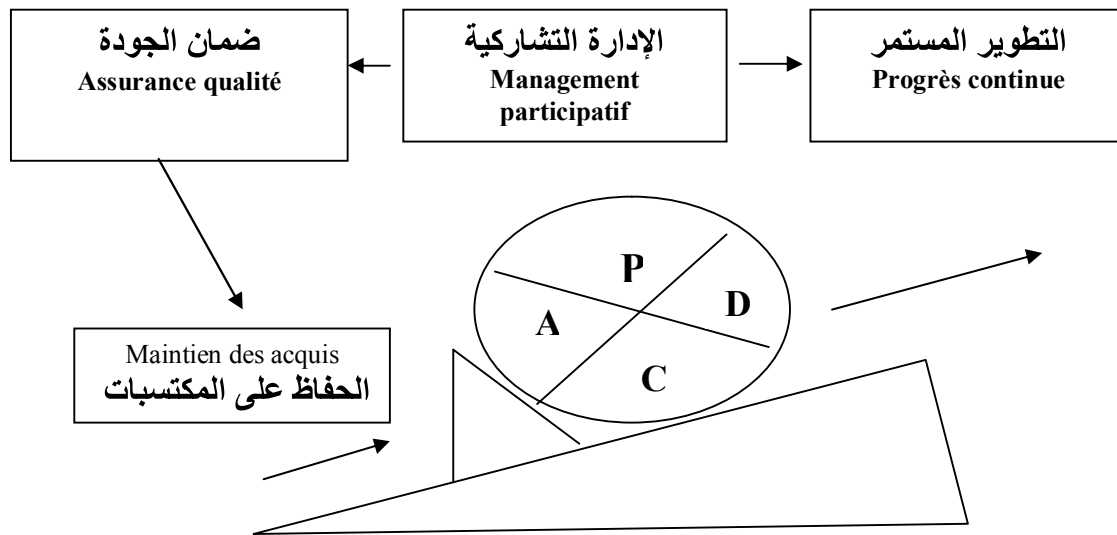 ضمان الجودة
Assurance qualité
الإدارة التشاركية
Management
participatif
التطوير المستمر
Progrès continue
P
D
A
C
Maintien des acquis
الحفاظ على المكتسبات